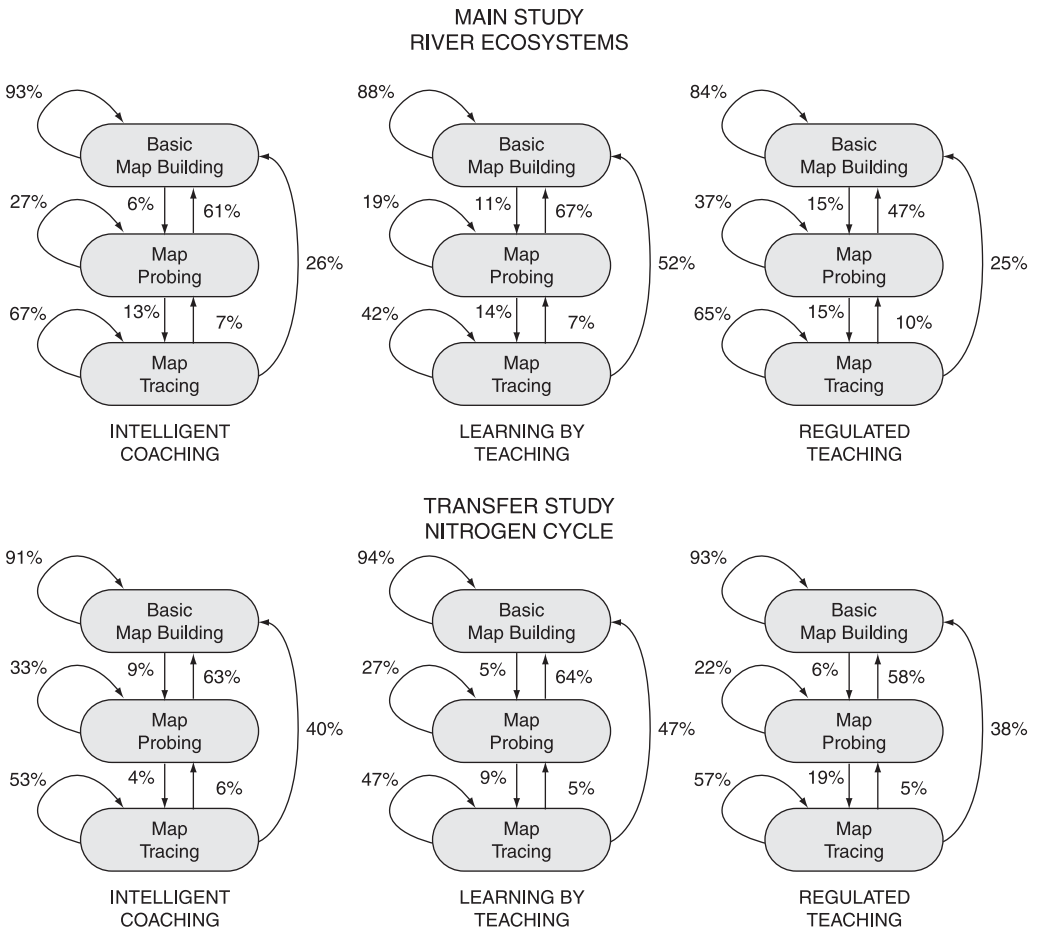 MAIN STUDY
RIVER ECOSYSTEMS
93%
Basic
Map Building
27%
6%
61%
Map
Probing
26%
67%
13%
7%
Map
Tracing
INTELLIGENT
COACHING
88%
Basic
Map Building
19%
11%
67%
Map
Probing
52%
42%
14%
7%
Map
Tracing
LEARNING BY
TEACHING
84%
Basic
Map Building
37%
15%
47%
Map
Probing
25%
65%
15%
10%
Map
Tracing
REGULATED
TEACHING
TRANSFER STUDY
NITROGEN CYCLE
91%
Basic
Map Building
33%
9%
63%
Map
Probing
40%
53%
4%
6%
Map
Tracing
INTELLIGENT
COACHING
94%
Basic
Map Building
27%
5%
64%
Map
Probing
47%
47%
9%
5%
Map
Tracing
LEARNING BY
TEACHING
93%
Basic
Map Building
22%
6%
58%
Map
Probing
38%
57%
19%
5%
Map
Tracing
REGULATED
TEACHING